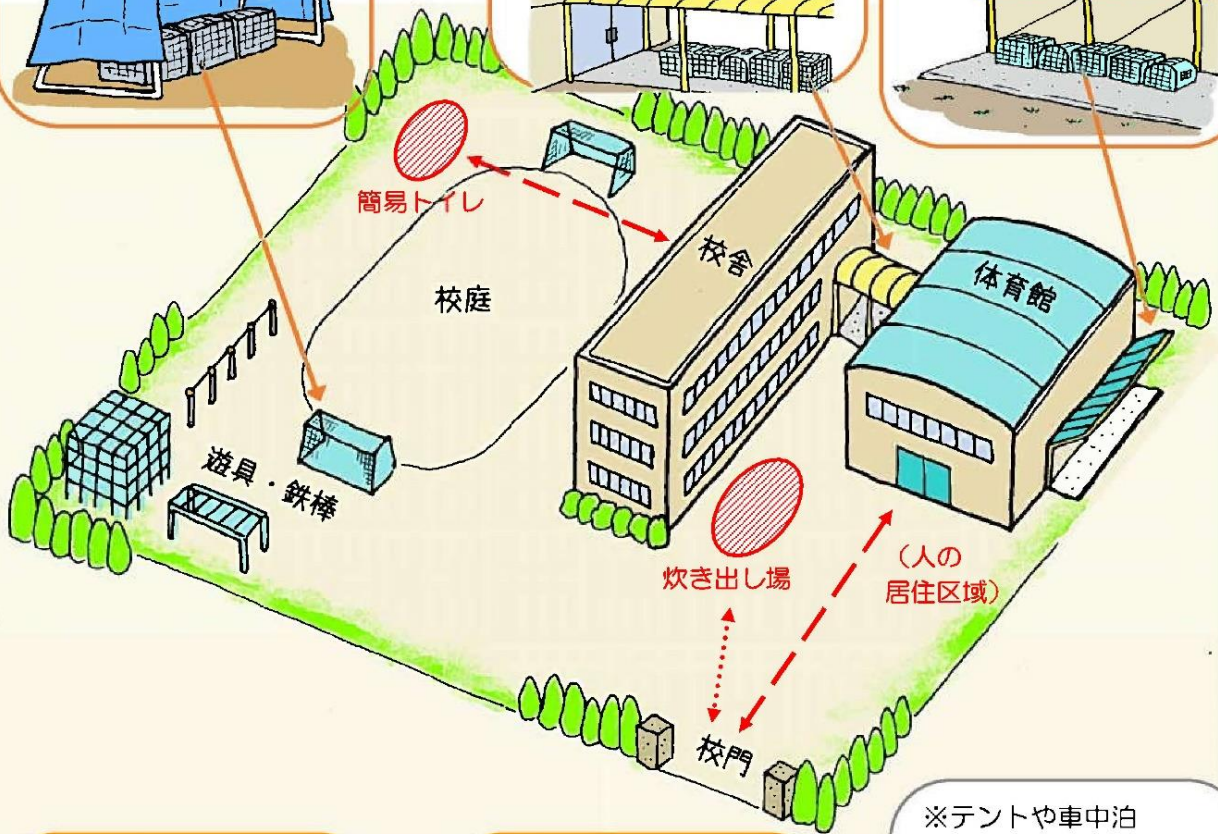 簡易トイレ
校舎
体育館
校庭
遊具・鉄棒
炊き出し場
（人の
居住区域）
校門
※テントや車中泊